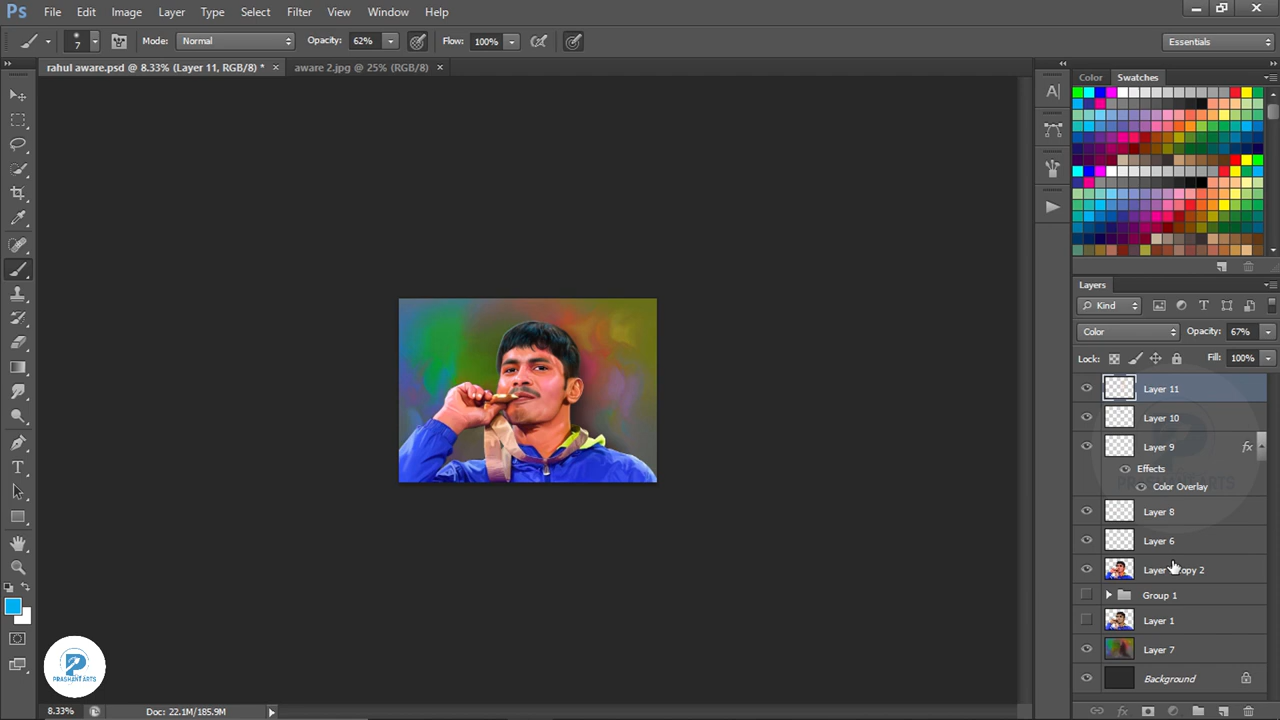 Ps File Edit Image Layer Type Select Filter View Window Help
7 Mode: Normal Opacity: 62% Flow: 100% Essentials
rahul aware.psd @ 8.33% (Layer 11, RGB/8) * × aware 2.jpg @ 25% (RGB/8) ×
Color Swatches
Layers
Kind
Color Opacity: 67%
Lock: Fill: 100%
Layer 11
Layer 10
Layer 9 fx
Effects
Color Overlay
Layer 8
Layer 6
Layer copy 2
Group 1
Layer 1
Layer 7
Background
PRASHANT ARTS
8.33% Doc: 22.1M/185.9M